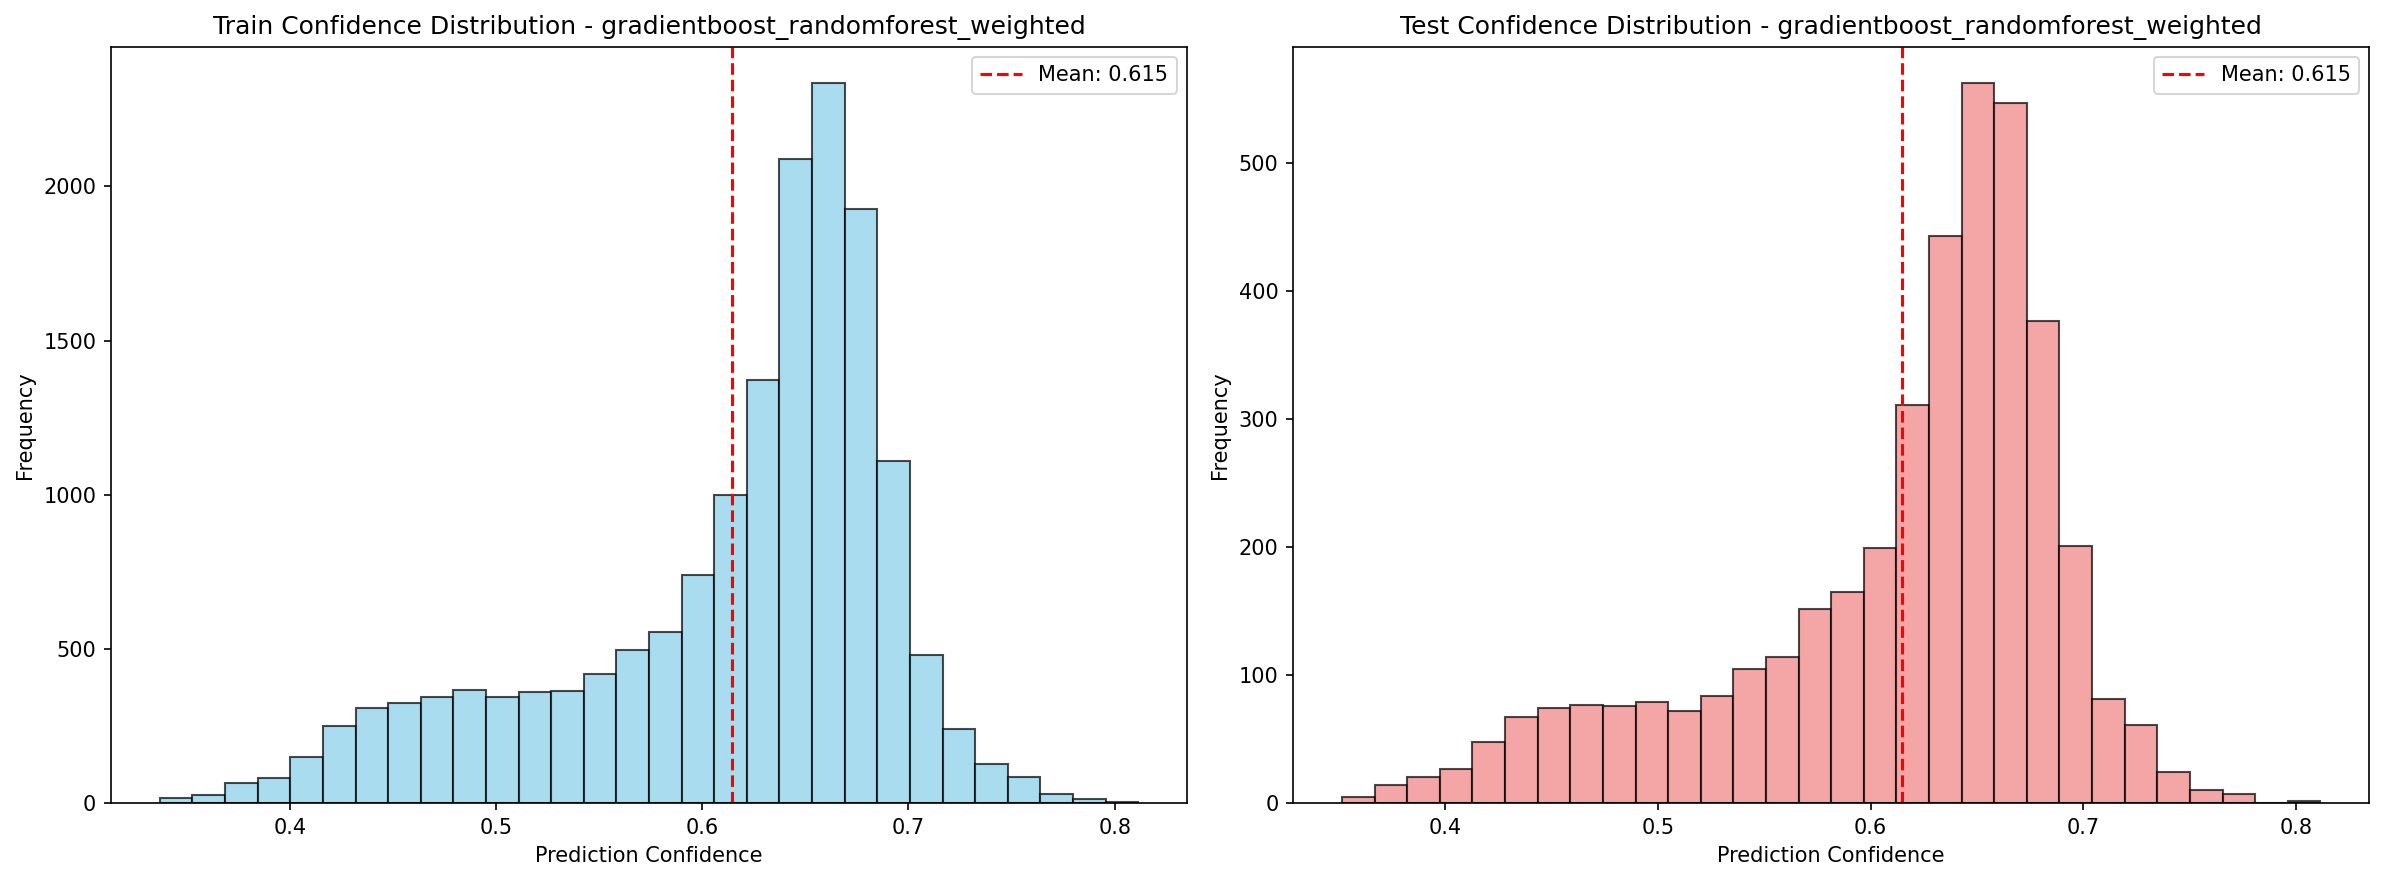 Train Confidence Distribution - gradientboost_randomforest_weighted
Mean: 0.615
Frequency
2000
1500
1000
500
0
0.4 0.5 0.6 0.7 0.8
Prediction Confidence
Test Confidence Distribution - gradientboost_randomforest_weighted
Mean: 0.615
Frequency
500
400
300
200
100
0
0.4 0.5 0.6 0.7 0.8
Prediction Confidence